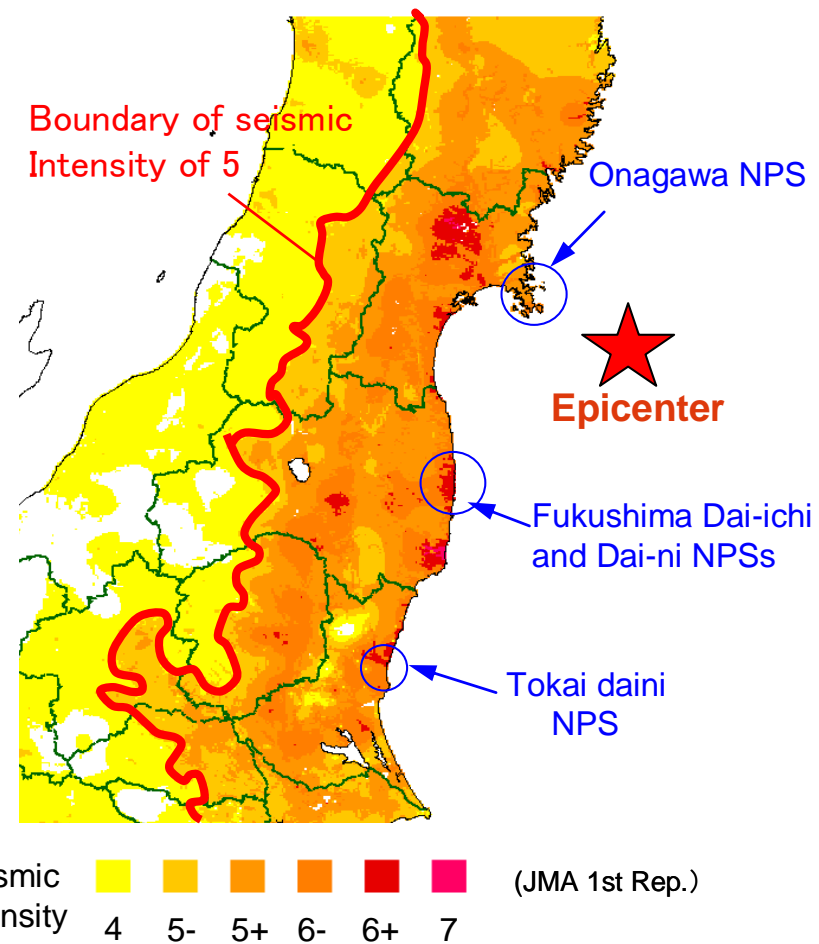 Boundary of seismic
Intensity of 5
Onagawa NPS
Epicenter
Fukushima Dai-ichi
and Dai-ni NPSs
Tokai daini
NPS
smic
nsity
4 5- 5+ 6- 6+ 7
(JMA 1st Rep.)